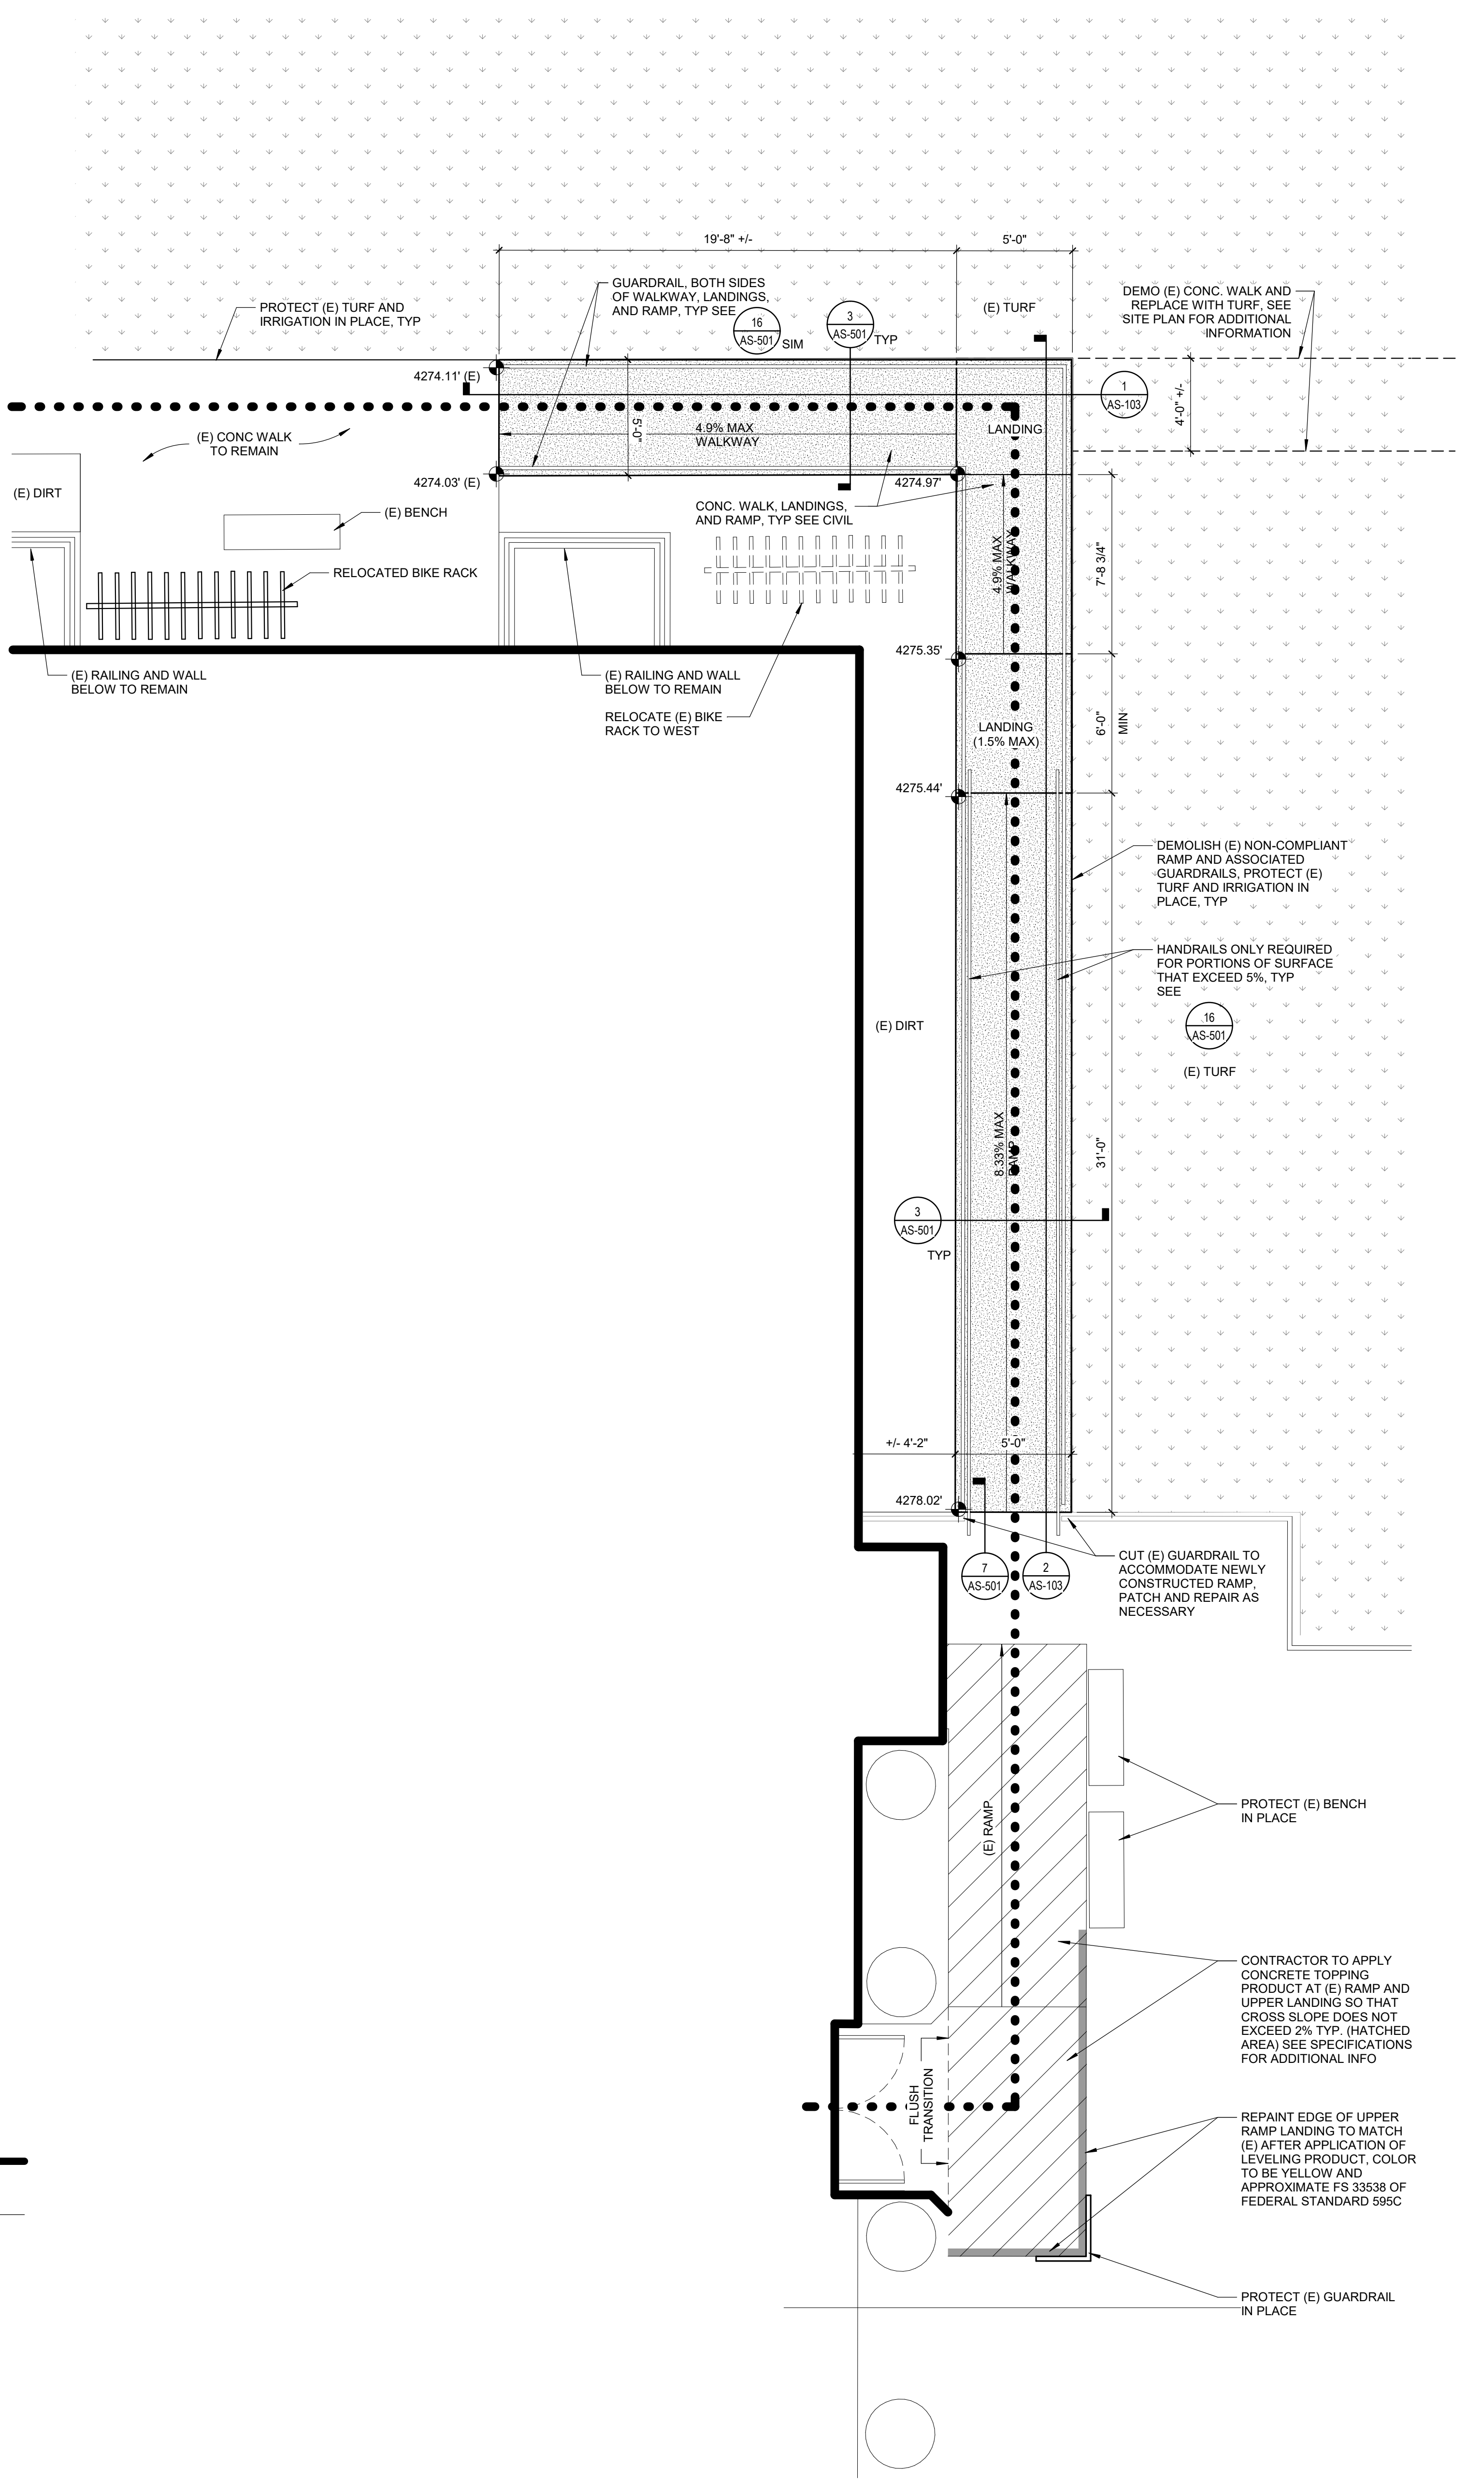 19'-8" +/-
5'-0"
GUARDRAIL, BOTH SIDES
OF WALKWAY, LANDINGS,
AND RAMP, TYP SEE
16
AS-501
SIM
3
AS-501
TYP
(E) TURF
DEMO (E) CONC. WALK AND
REPLACE WITH TURF, SEE
SITE PLAN FOR ADDITIONAL
INFORMATION
PROTECT (E) TURF AND
IRRIGATION IN PLACE, TYP
4274.11' (E)
1
AS-103
4'-0" +/-
(E) CONC WALK
TO REMAIN
5'-0"
4.9% MAX
WALKWAY
LANDING
4274.03' (E)
4274.97'
(E) DIRT
(E) BENCH
CONC. WALK, LANDINGS,
AND RAMP, TYP SEE CIVIL
4.9% MAX
WALKWAY
7'-8 3/4"
RELOCATED BIKE RACK
4275.35'
(E) RAILING AND WALL
BELOW TO REMAIN
(E) RAILING AND WALL
BELOW TO REMAIN
RELOCATE (E) BIKE
RACK TO WEST
LANDING
(1.5% MAX)
6'-0"
MIN
4275.44'
DEMOLISH (E) NON-COMPLIANT
RAMP AND ASSOCIATED
GUARDRAILS, PROTECT (E)
TURF AND IRRIGATION IN
PLACE, TYP
HANDRAILS ONLY REQUIRED
FOR PORTIONS OF SURFACE
THAT EXCEED 5%, TYP
SEE
16
AS-501
(E) DIRT
(E) TURF
8.33% MAX
RAMP
31'-0"
3
AS-501
TYP
+/- 4'-2"
5'-0"
4278.02'
7
AS-501
2
AS-103
CUT (E) GUARDRAIL TO
ACCOMMODATE NEWLY
CONSTRUCTED RAMP,
PATCH AND REPAIR AS
NECESSARY
(E) RAMP
PROTECT (E) BENCH
IN PLACE
CONTRACTOR TO APPLY
CONCRETE TOPPING
PRODUCT AT (E) RAMP AND
UPPER LANDING SO THAT
CROSS SLOPE DOES NOT
EXCEED 2% TYP. (HATCHED
AREA) SEE SPECIFICATIONS
FOR ADDITIONAL INFO
FLUSH
TRANSITION
REPAINT EDGE OF UPPER
RAMP LANDING TO MATCH
(E) AFTER APPLICATION OF
LEVELING PRODUCT, COLOR
TO BE YELLOW AND
APPROXIMATE FS 33538 OF
FEDERAL STANDARD 595C
PROTECT (E) GUARDRAIL
IN PLACE